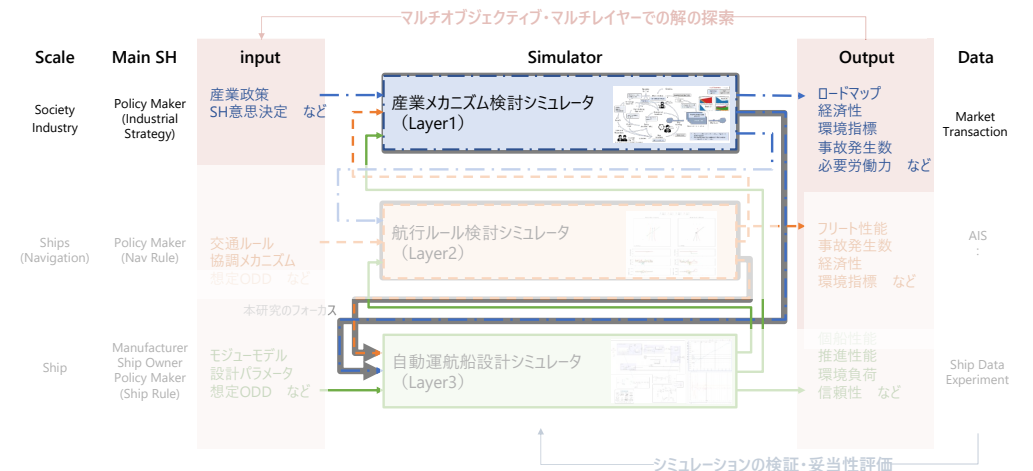 マルチオブジェクティブ・マルチレイヤーでの解の探索
Scale
Main SH
input
Simulator
Output
Data
Society
Industry
Policy Maker
(Industrial
Strategy)
産業政策
SH意思決定 など
産業メカニズム検討シミュレータ
(Layer1)
ロードマップ
経済性
環境指標
事故発生数
必要労働力 など
Market
Transaction
Ships
(Navigation)
Policy Maker
(Nav Rule)
交通ルール
協調メカニズム
想定ODD など
航行ルール検討シミュレータ
(Layer2)
フリート性能
事故発生数
経済性
環境指標 など
AIS
:
本研究のフォーカス
Ship
Manufacturer
Ship Owner
Policy Maker
(Ship Rule)
モジューモデル
設計パラメータ
想定ODD など
自動運航船設計シミュレータ
(Layer3)
推進性能
環境負荷
信頼性 など
Ship Data
Experiment
シミュレーションの検証・妥当性評価